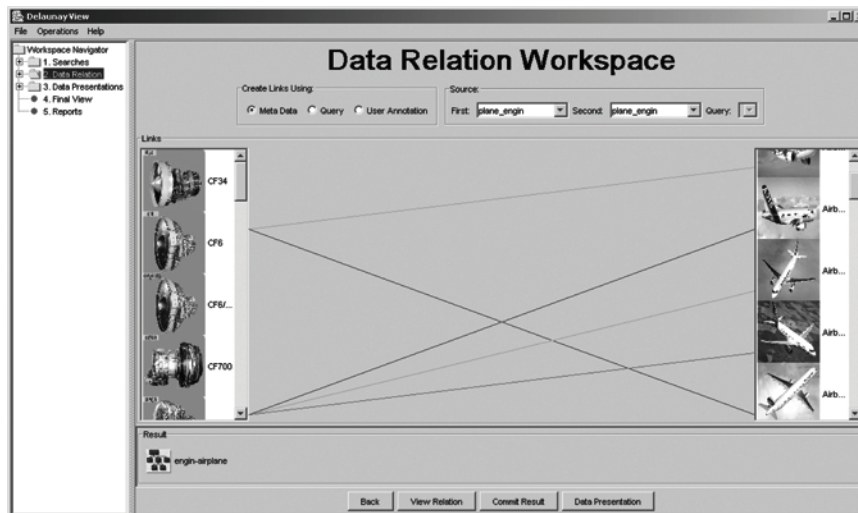 DelaunayView
File Operations Help
Workspace Navigator
1. Searches
2. Data Relation
3. Data Presentations
4. Final View
5. Reports
Data Relation Workspace
Create Links Using:
Meta Data Query User Annotation
Source:
First: plane_engin Second: plane_engin Query:
Links
CF34
CF6
CF6/...
CF700
Airb...
Airb...
Airb...
Airb...
Result
engin-airplane
Back View Relation Commit Result Data Presentation